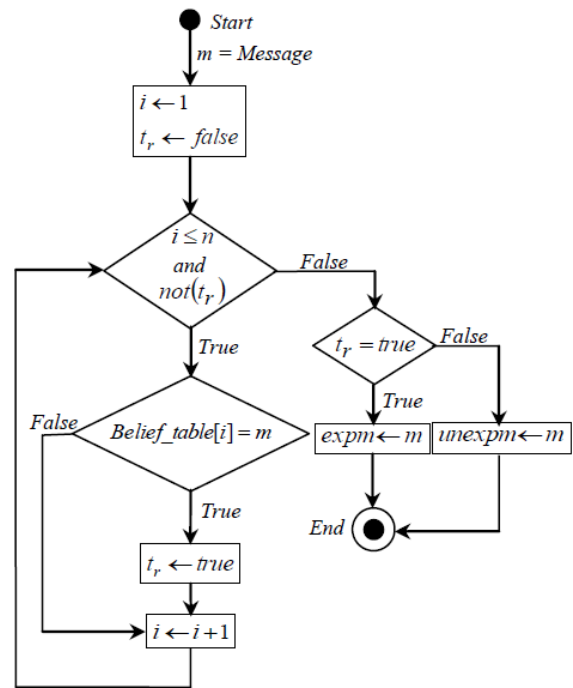 Start
m = Message
i ← 1
t_r ← false
i ≤ n
and
not(t_r)
False
True
t_r = true
False
True
False
Belief_table[i] = m
expm ← m
unexpm ← m
True
End
t_r ← true
i ← i + 1